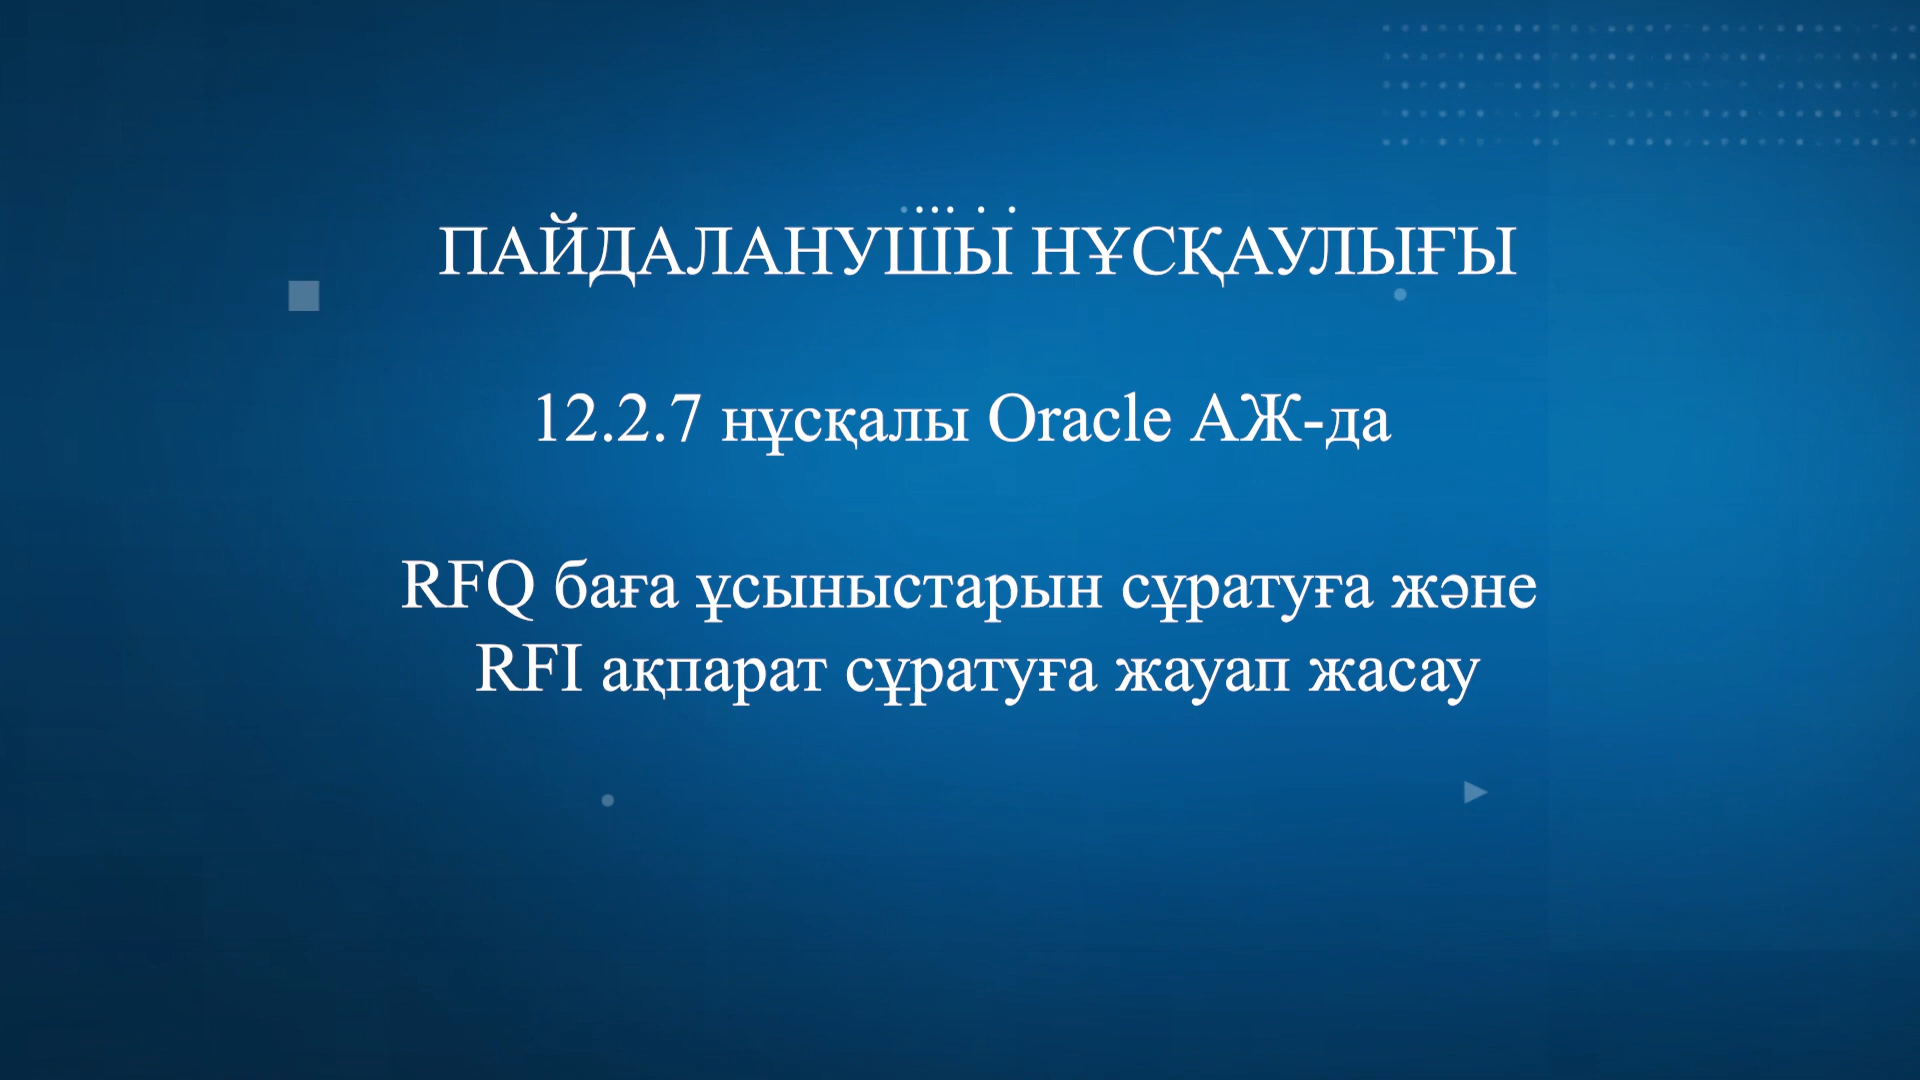 ПАЙДАЛАНУШЫ НҰСҚАУЛЫҒЫ
12.2.7 нұсқалы Oracle АЖ-да
RFQ баға ұсыныстарын сұратуға және
RFI ақпарат сұратуға жауап жасау